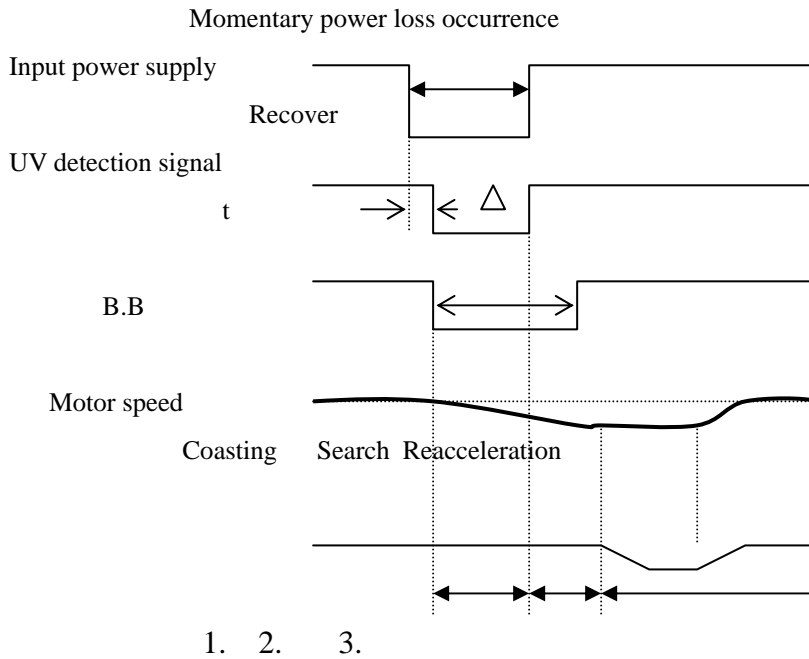 Momentary power loss occurrence
Input power supply
Recover
UV detection signal
t Δ
B.B
Motor speed
Coasting Search Reacceleration
1. 2. 3.